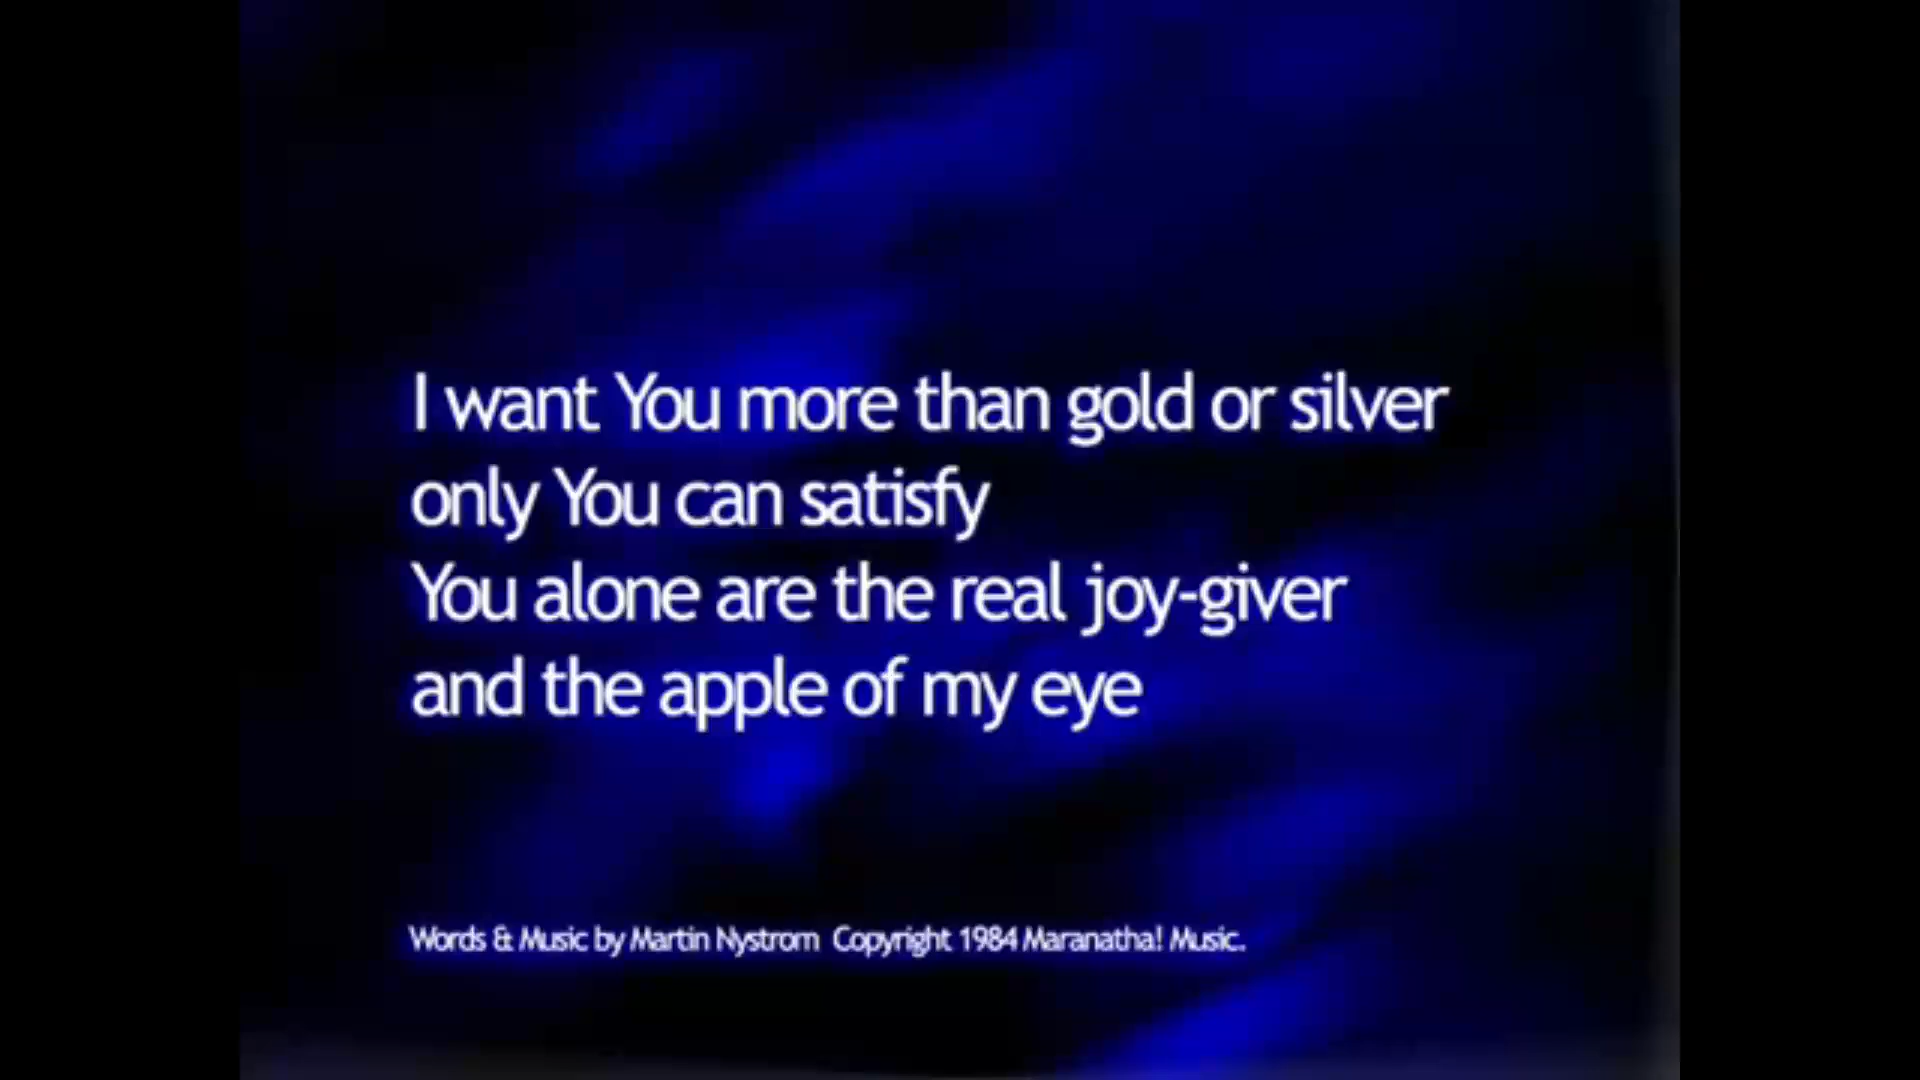 I want You more than gold or silver
only You can satisfy
You alone are the real joy-giver
and the apple of my eye
Words & Music by Martin Nystrom Copyright 1984 Maranatha! Music.